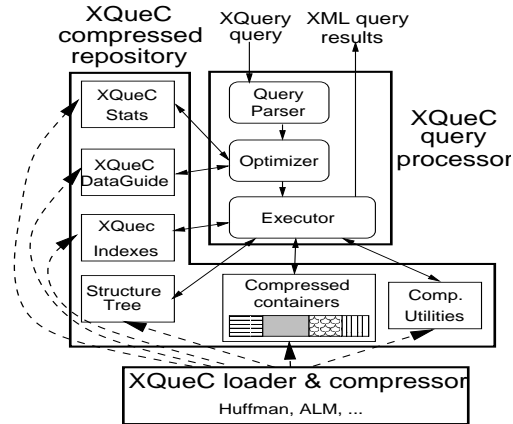 XQueC
compressed
repository
XQuery
query
XML query
results
XQueC
Stats
Query
Parser
XQueC
query
processor
XQueC
DataGuide
Optimizer
XQuec
Indexes
Executor
Structure
Tree
Compressed
containers
Comp.
Utilities
XQueC loader & compressor
Huffman, ALM, ...